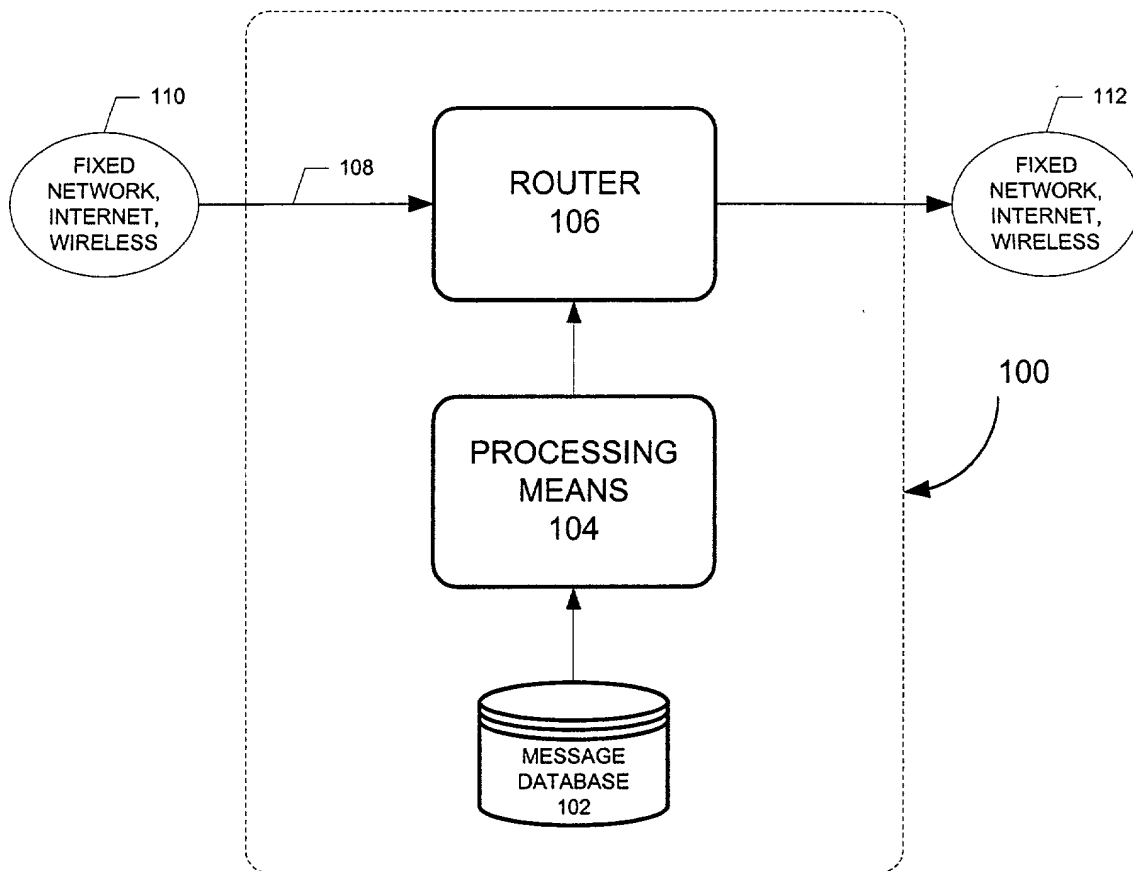 110
FIXED
NETWORK,
INTERNET,
WIRELESS
108
ROUTER
106
112
FIXED
NETWORK,
INTERNET,
WIRELESS
100
PROCESSING
MEANS
104
MESSAGE
DATABASE
102